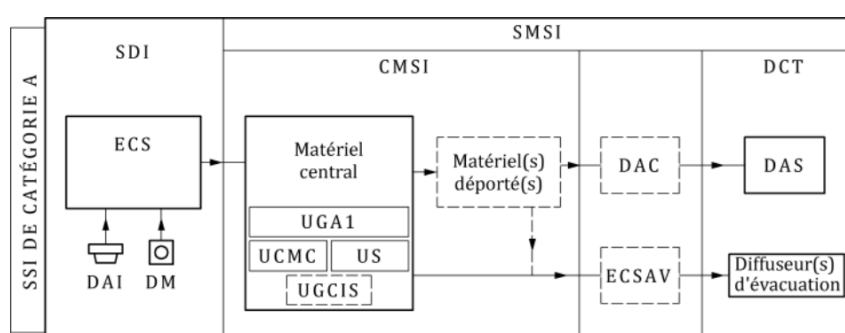 SSI DE CATÉGORIE A
SDI
SMSI
CMSI
DCT
ECS
DAI
DM
Matériel
central
UGA1
UCMC
US
UGCIS
Matériel(s)
déporté(s)
DAC
DAS
ECSAV
Diffuseur(s)
d'évacuation